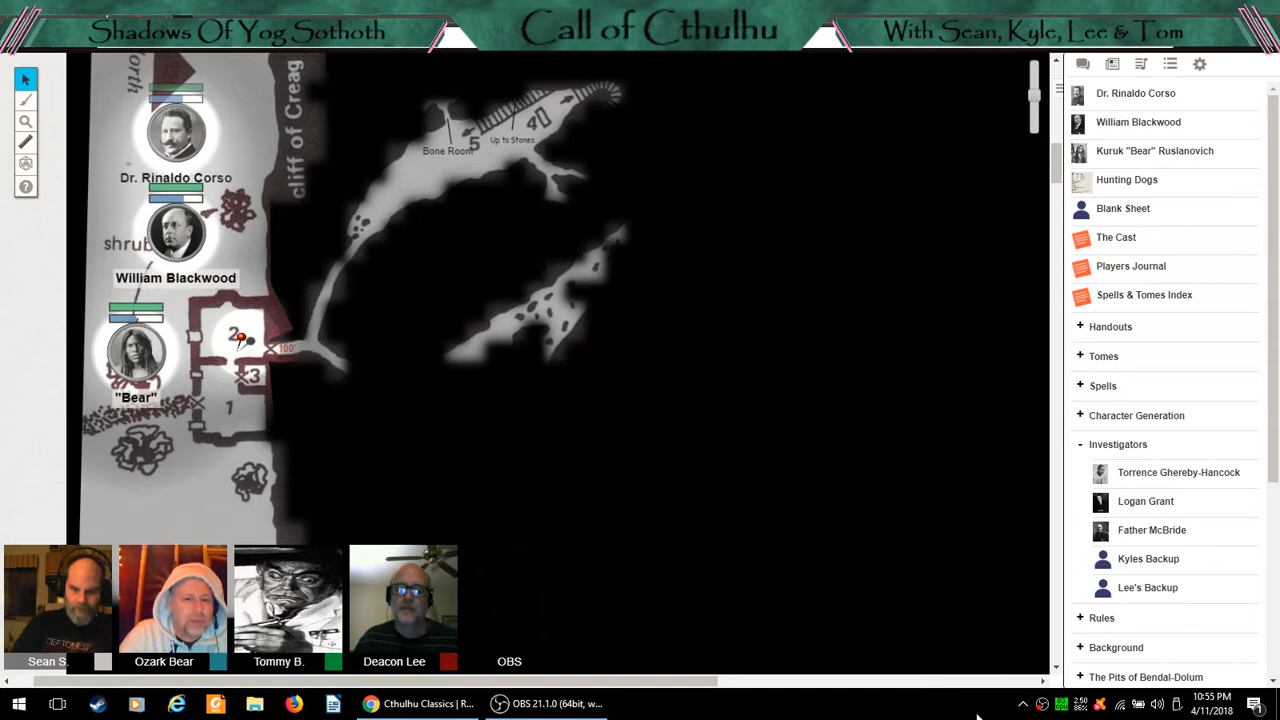 Shadows Of Yog Sothoth
Call of Cthulhu
With Sean, Kyle, Lee & Tom
North
cliff of Creag
Dr. Rinaldo Corso
shrub
William Blackwood
"Bear"
2
100'
3
1
Bone Room
5
Up to Stones
40
Dr. Rinaldo Corso
William Blackwood
Kuruk "Bear" Ruslanovich
Hunting Dogs
Blank Sheet
The Cast
Players Journal
Spells & Tomes Index
+ Handouts
+ Tomes
+ Spells
+ Character Generation
- Investigators
Torrence Ghereby-Hancock
Logan Grant
Father McBride
Kyles Backup
Lee's Backup
+ Rules
+ Background
+ The Pits of Bendal-Dolum
DEFTONES
Sean S.
Ozark Bear
Tommy B.
Deacon Lee
OBS
Cthulhu Classics | R...
OBS 21.1.0 (64bit, w...
2.50
86%
10:55 PM
4/11/2018